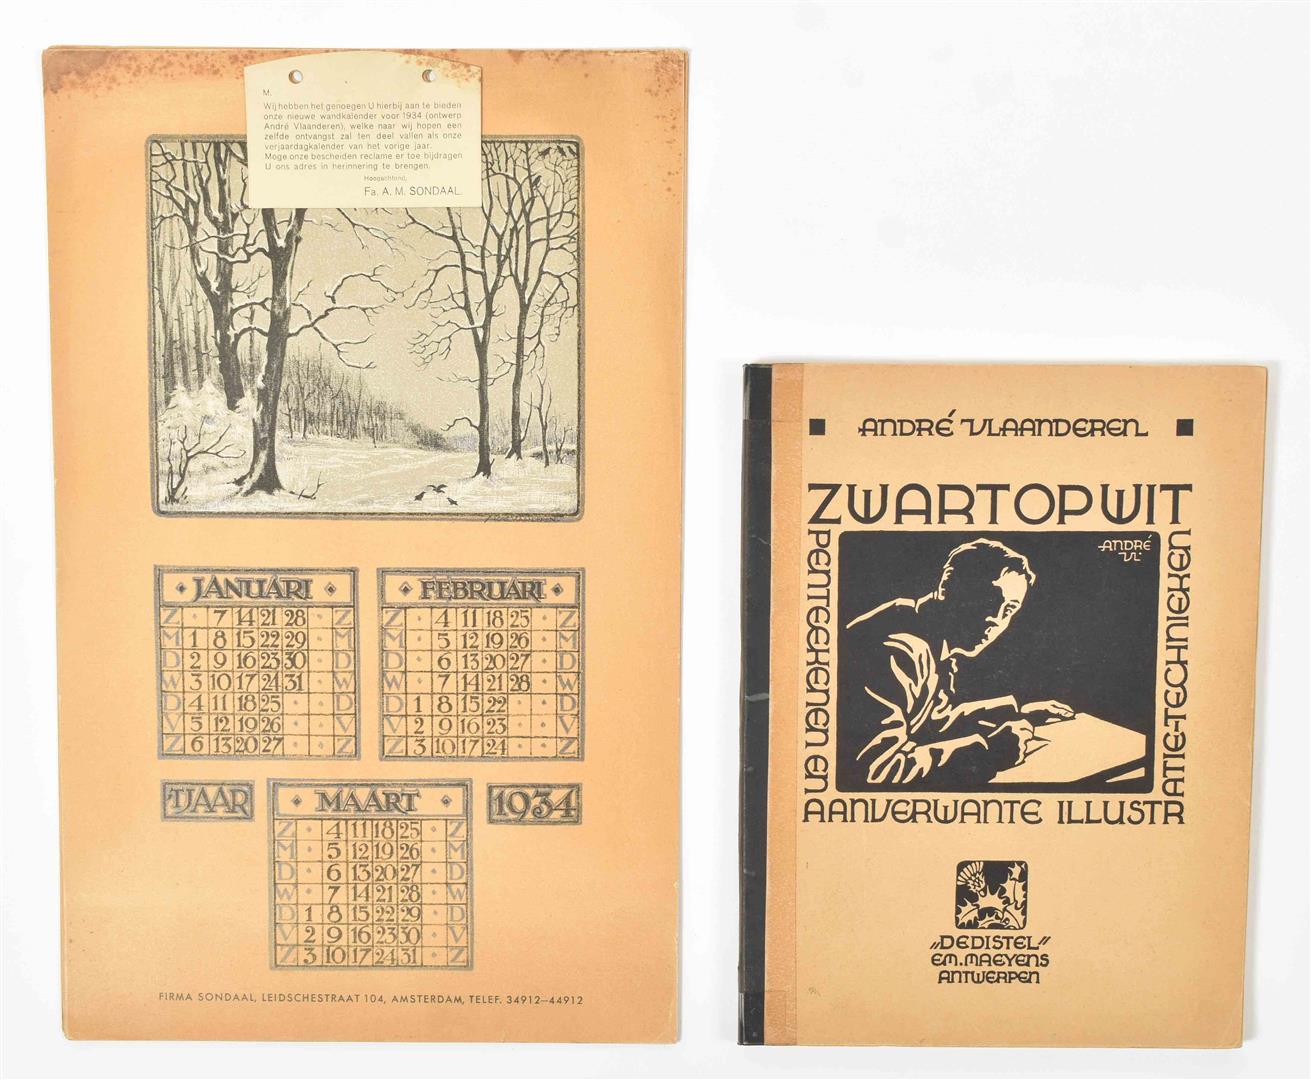 M.
Wij hebben het genoegen U hierbij aan te bieden
onze nieuwe wandkalender voor 1934 (ontwerp
André Vlaanderen), welke naar wij hopen een
zelfde ontvangst zal ten deel vallen als onze
verjaardagkalender van het vorige jaar.
Moge onze bescheiden reclame er toe bijdragen
U ons adres in herinnering te brengen.
Hoogachtend,
Fa. A. M. SONDAAL.
JANUARI
Z · 7 14 21 28 · Z
M 1 8 15 22 29 · M
D 2 9 16 23 30 · D
W 3 10 17 24 31 · W
D 4 11 18 25 · · D
V 5 12 19 26 · · V
Z 6 13 20 27 · · Z
FEBRUARI
Z · 4 11 18 25 · Z
M · 5 12 19 26 · M
D · 6 13 20 27 · D
W · 7 14 21 28 · W
D 1 8 15 22 · · D
V 2 9 16 23 · · V
Z 3 10 17 24 · · Z
'TJAAR
MAART
1934
Z · 4 11 18 25 · Z
M · 5 12 19 26 · M
D · 6 13 20 27 · D
W · 7 14 21 28 · W
D 1 8 15 22 29 · D
V 2 9 16 23 30 · V
Z 3 10 17 24 31 · Z
FIRMA SONDAAL, LEIDSCHESTRAAT 104, AMSTERDAM, TELEF. 34912—44912
ANDRÉ VLAANDEREN
ZWART OP WIT
PENTEEKENEN EN
AANVERWANTE ILLUSTR
ATIE-TECHNIEKEN
ANDRÉ
VL.
„DE DISTEL”
EM. MAEYENS
ANTWERPEN